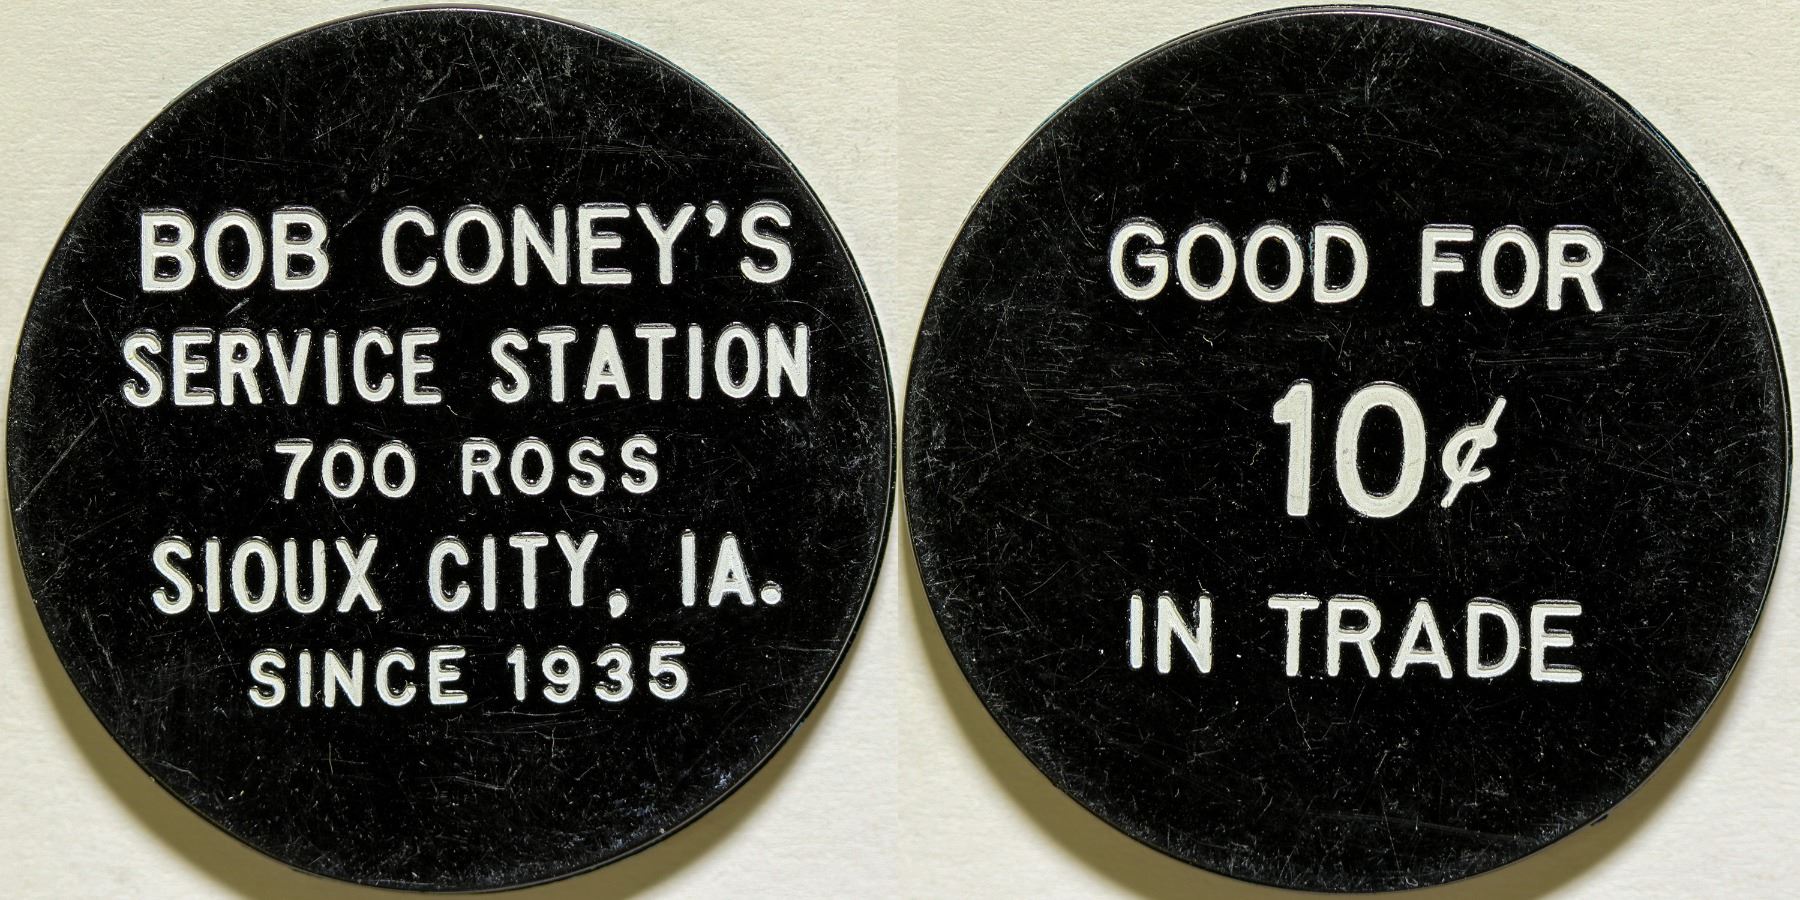 BOB CONEY'S
SERVICE STATION
700 ROSS
SIOUX CITY, IA.
SINCE 1935
GOOD FOR
10¢
IN TRADE